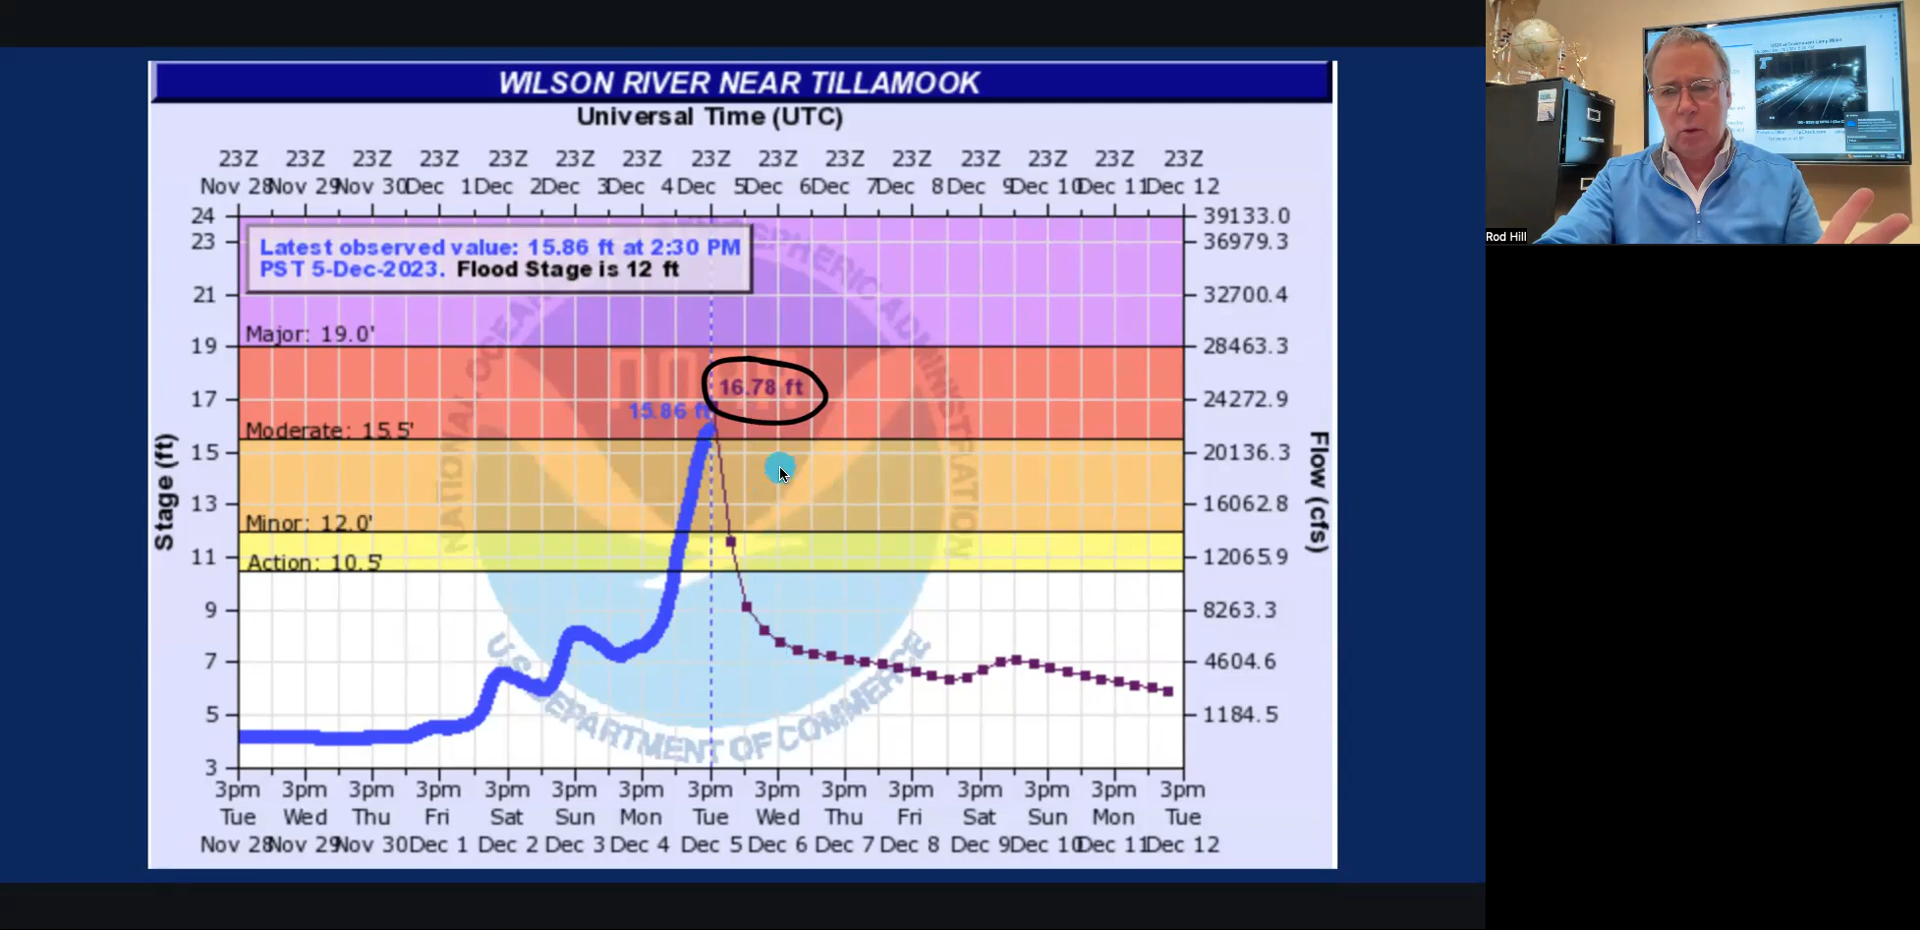 WILSON RIVER NEAR TILLAMOOK
Universal Time (UTC)
23Z 23Z 23Z 23Z 23Z 23Z 23Z 23Z 23Z 23Z 23Z 23Z 23Z 23Z 23Z
Nov 28 Nov 29 Nov 30 Dec 1 Dec 2 Dec 3 Dec 4 Dec 5 Dec 6 Dec 7 Dec 8 Dec 9 Dec 10 Dec 11 Dec 12
Latest observed value: 15.86 ft at 2:30 PM
PST 5-Dec-2023. Flood Stage is 12 ft
24 39133.0
23 36979.3
21 32700.4
Major: 19.0'
19 28463.3
16.78 ft
17 24272.9
15.86 ft
Moderate: 15.5'
15 20136.3
13 16062.8
Minor: 12.0'
11 12065.9
Action: 10.5'
9 8263.3
7 4604.6
5 1184.5
3
Stage (ft)
Flow (cfs)
NATIONAL OCEANIC ATMOSPHERIC ADMINISTRATION
NOAA
U.S. DEPARTMENT OF COMMERCE
3pm 3pm 3pm 3pm 3pm 3pm 3pm 3pm 3pm 3pm 3pm 3pm 3pm 3pm 3pm
Tue Wed Thu Fri Sat Sun Mon Tue Wed Thu Fri Sat Sun Mon Tue
Nov 28 Nov 29 Nov 30 Dec 1 Dec 2 Dec 3 Dec 4 Dec 5 Dec 6 Dec 7 Dec 8 Dec 9 Dec 10 Dec 11 Dec 12
Rod Hill